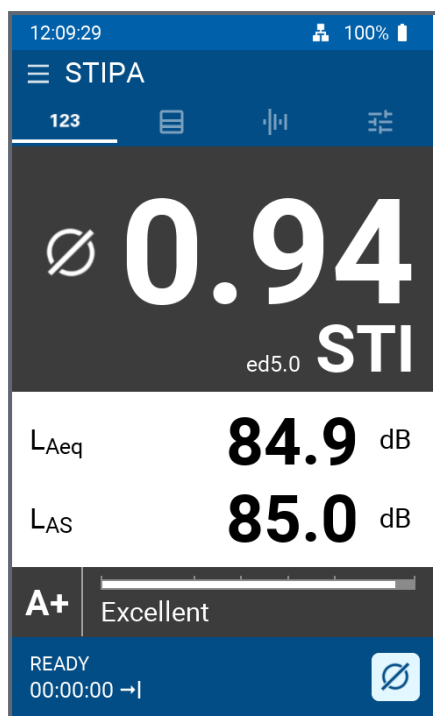 12:09:29 100%
STIPA
123
Ø 0.94
ed5.0 STI
LAeq 84.9 dB
LAS 85.0 dB
A+ Excellent
READY
00:00:00